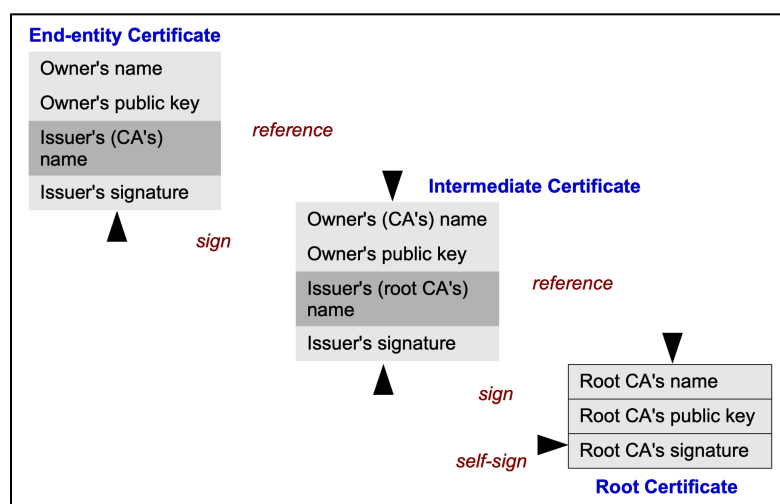 End-entity Certificate
Owner's name
Owner's public key
Issuer's (CA's)
name
Issuer's signature
reference
sign
Intermediate Certificate
Owner's (CA's) name
Owner's public key
Issuer's (root CA's)
name
Issuer's signature
reference
sign
self-sign
Root CA's name
Root CA's public key
Root CA's signature
Root Certificate